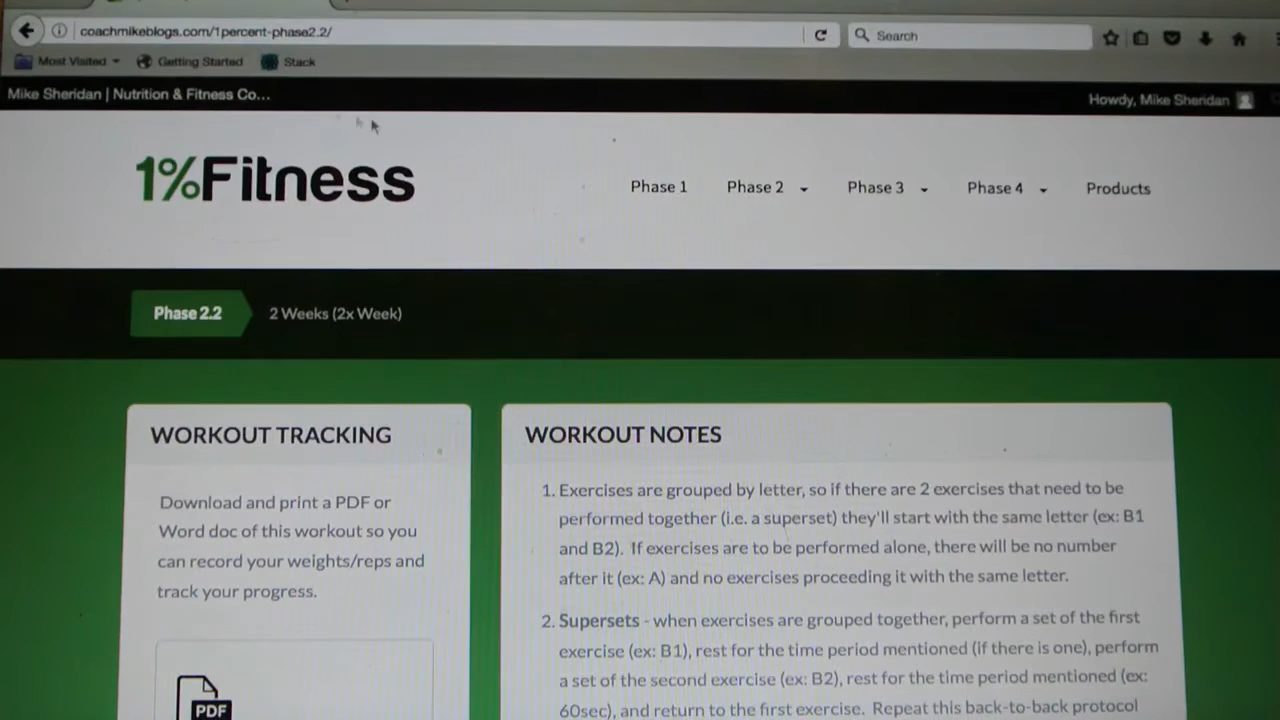 coachmikeblogs.com/1percent-phase2.2/
Search
Most Visited
Getting Started
Stack
Mike Sheridan | Nutrition & Fitness Co...
Howdy, Mike Sheridan
1%Fitness
Phase 1
Phase 2
Phase 3
Phase 4
Products
Phase 2.2
2 Weeks (2x Week)
WORKOUT TRACKING
Download and print a PDF or
Word doc of this workout so you
can record your weights/reps and
track your progress.
PDF
WORKOUT NOTES
1. Exercises are grouped by letter, so if there are 2 exercises that need to be
performed together (i.e. a superset) they'll start with the same letter (ex: B1
and B2). If exercises are to be performed alone, there will be no number
after it (ex: A) and no exercises proceeding it with the same letter.
2. Supersets - when exercises are grouped together, perform a set of the first
exercise (ex: B1), rest for the time period mentioned (if there is one), perform
a set of the second exercise (ex: B2), rest for the time period mentioned (ex:
60sec), and return to the first exercise. Repeat this back-to-back protocol